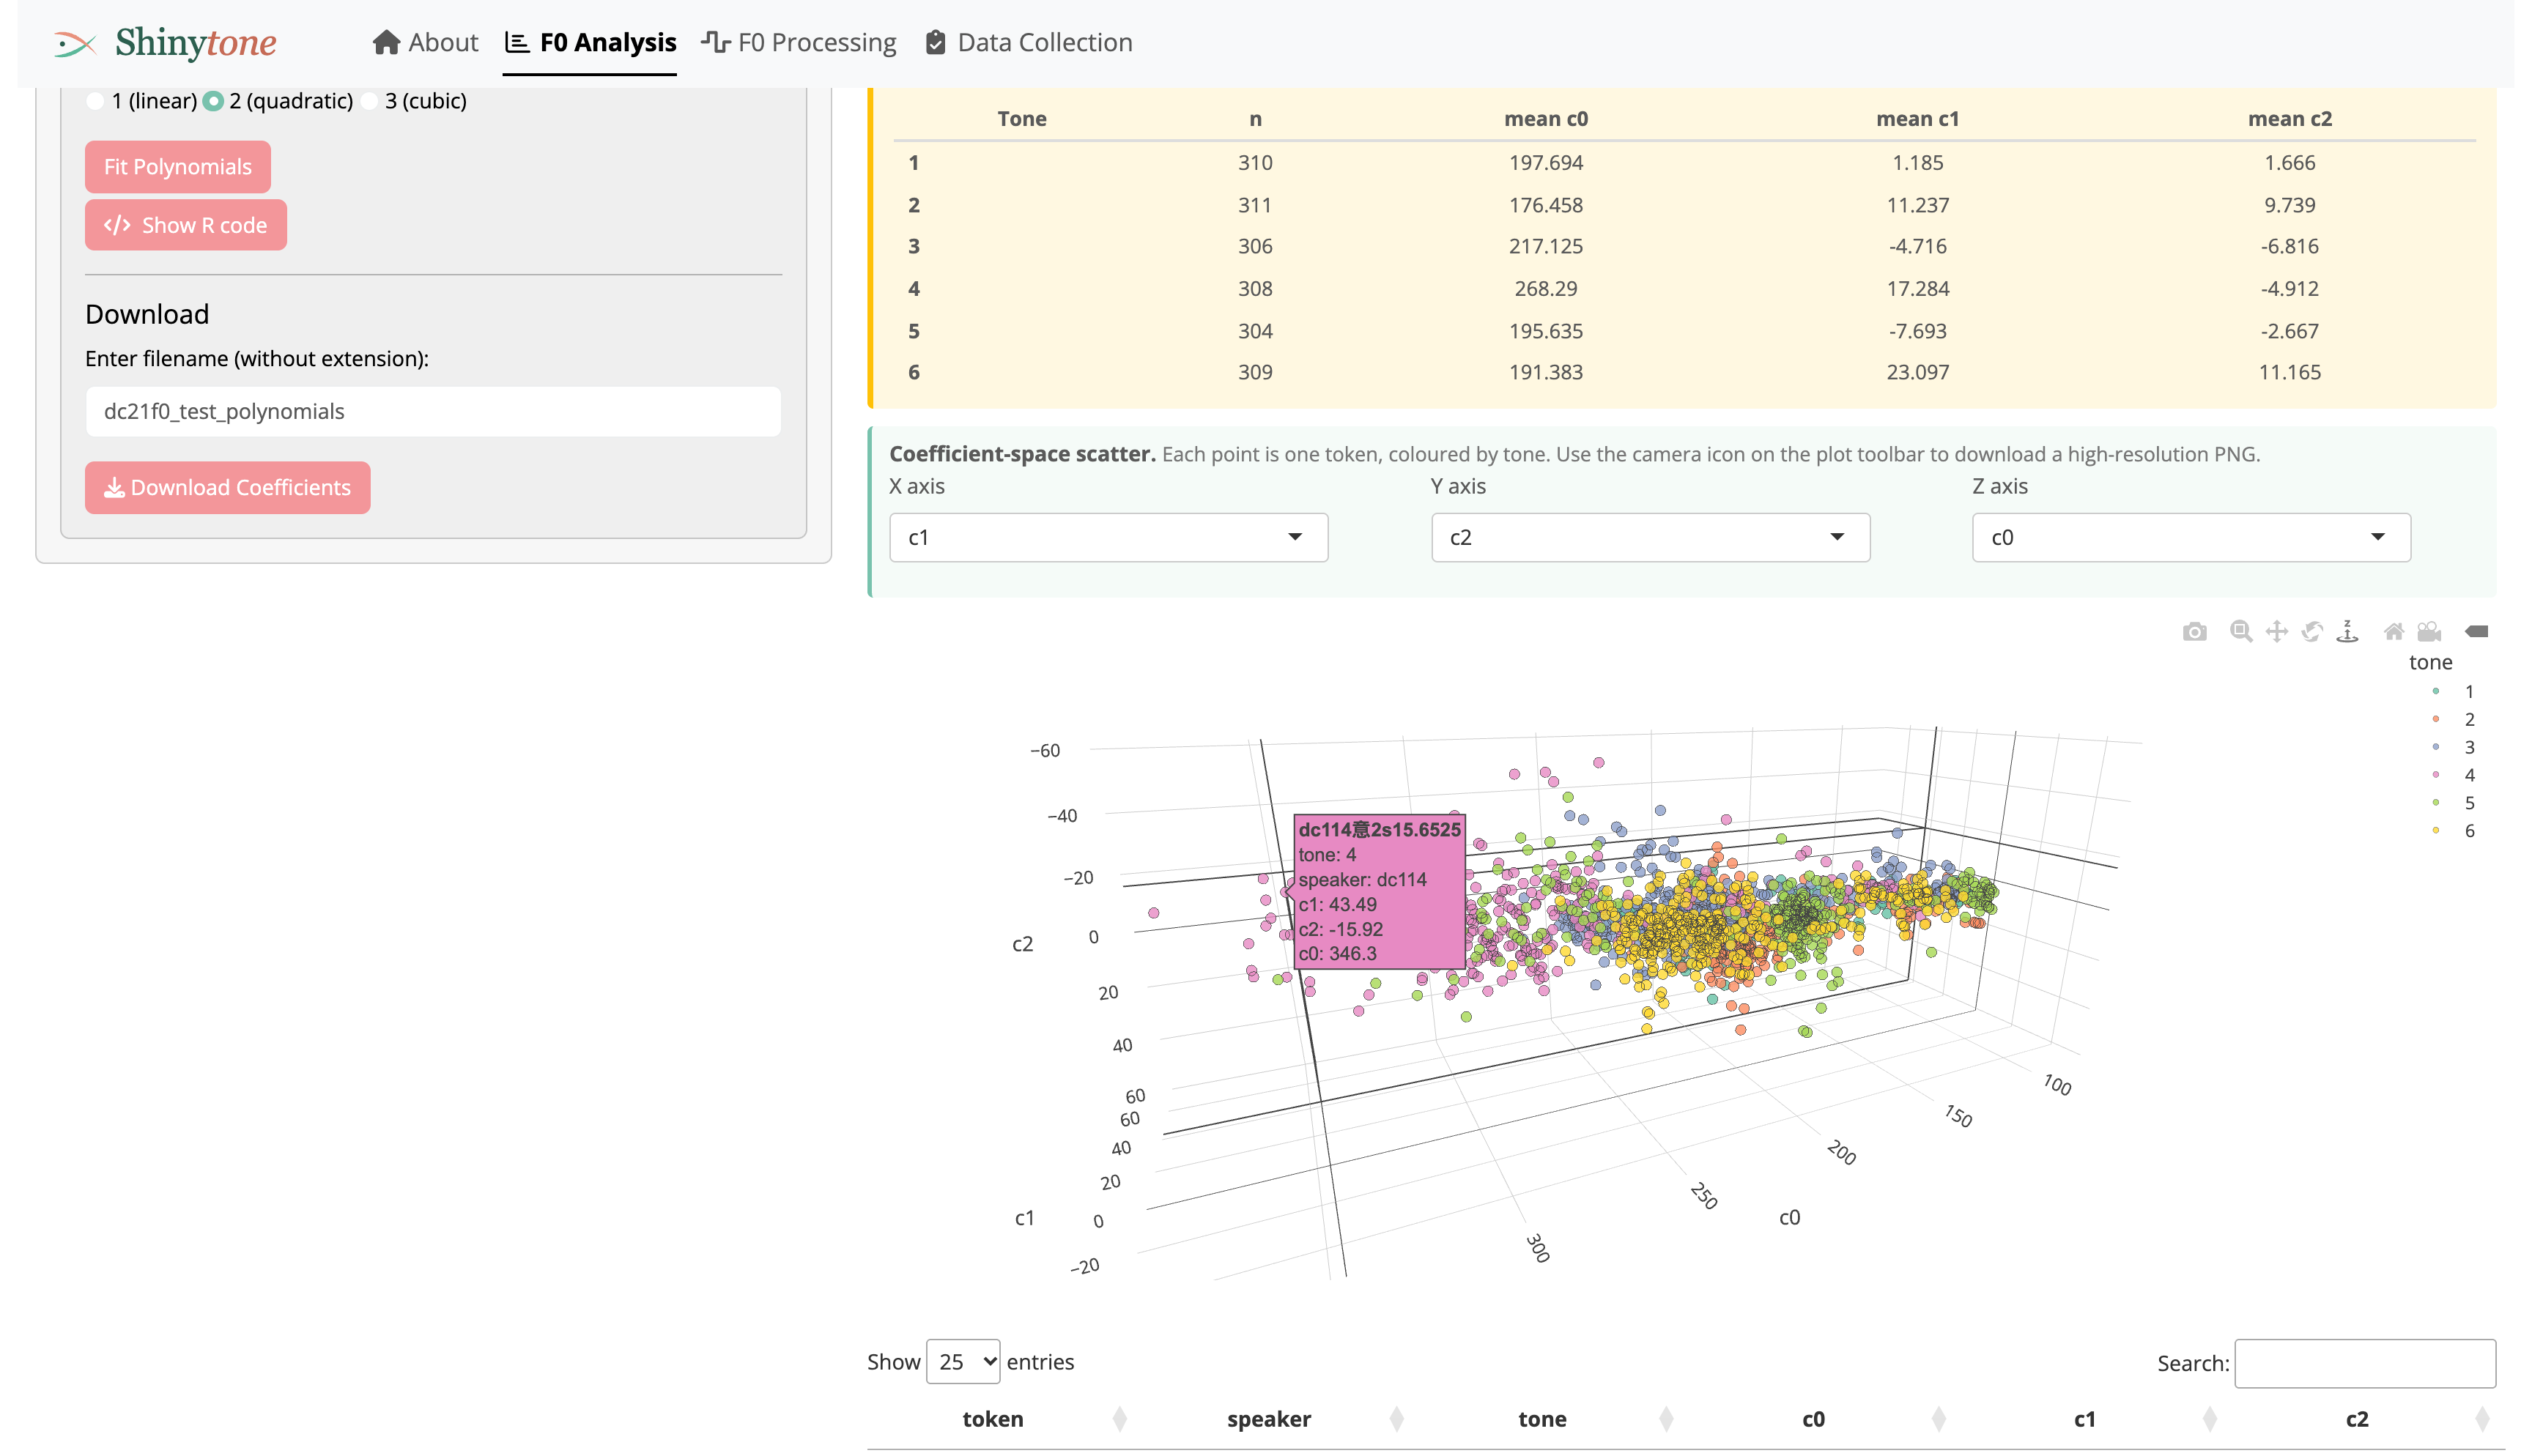 Shinytone About F0 Analysis F0 Processing Data Collection
1 (linear) 2 (quadratic) 3 (cubic)
Fit Polynomials
</> Show R code
Download
Enter filename (without extension):
dc21f0_test_polynomials
Download Coefficients
Tone n mean c0 mean c1 mean c2
1 310 197.694 1.185 1.666
2 311 176.458 11.237 9.739
3 306 217.125 -4.716 -6.816
4 308 268.29 17.284 -4.912
5 304 195.635 -7.693 -2.667
6 309 191.383 23.097 11.165
Coefficient-space scatter. Each point is one token, coloured by tone. Use the camera icon on the plot toolbar to download a high-resolution PNG.
X axis Y axis Z axis
c1 c2 c0
z
tone
1
2
3
4
5
6
−60
−40
−20
0
20
40
60
c2
60
40
20
0
−20
c1
300
250
200
150
100
c0
dc114意2s15.6525
tone: 4
speaker: dc114
c1: 43.49
c2: -15.92
c0: 346.3
Show 25 entries
Search:
token speaker tone c0 c1 c2